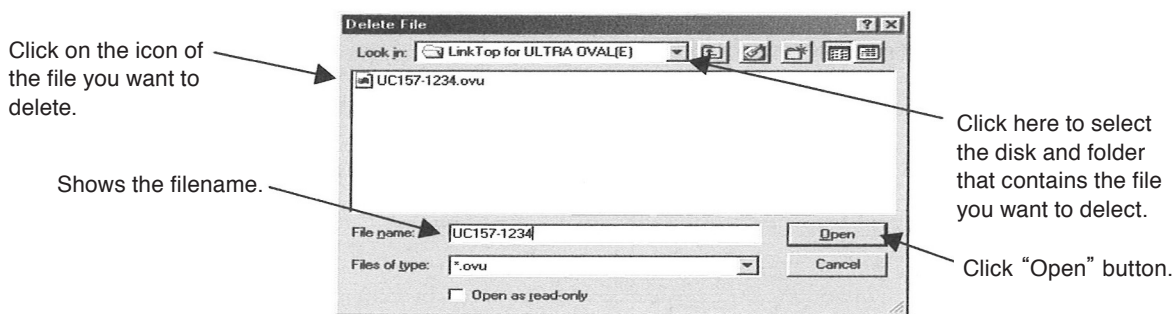 Delete File
Look in: LinkTop for ULTRA OVAL(E)
UC157-1234.ovu
File name: UC157-1234
Open
Files of type: *.ovu
Cancel
Open as read-only
Click on the icon of
the file you want to
delete.
Shows the filename.
Click here to select
the disk and folder
that contains the file
you want to delect.
Click “Open” button.